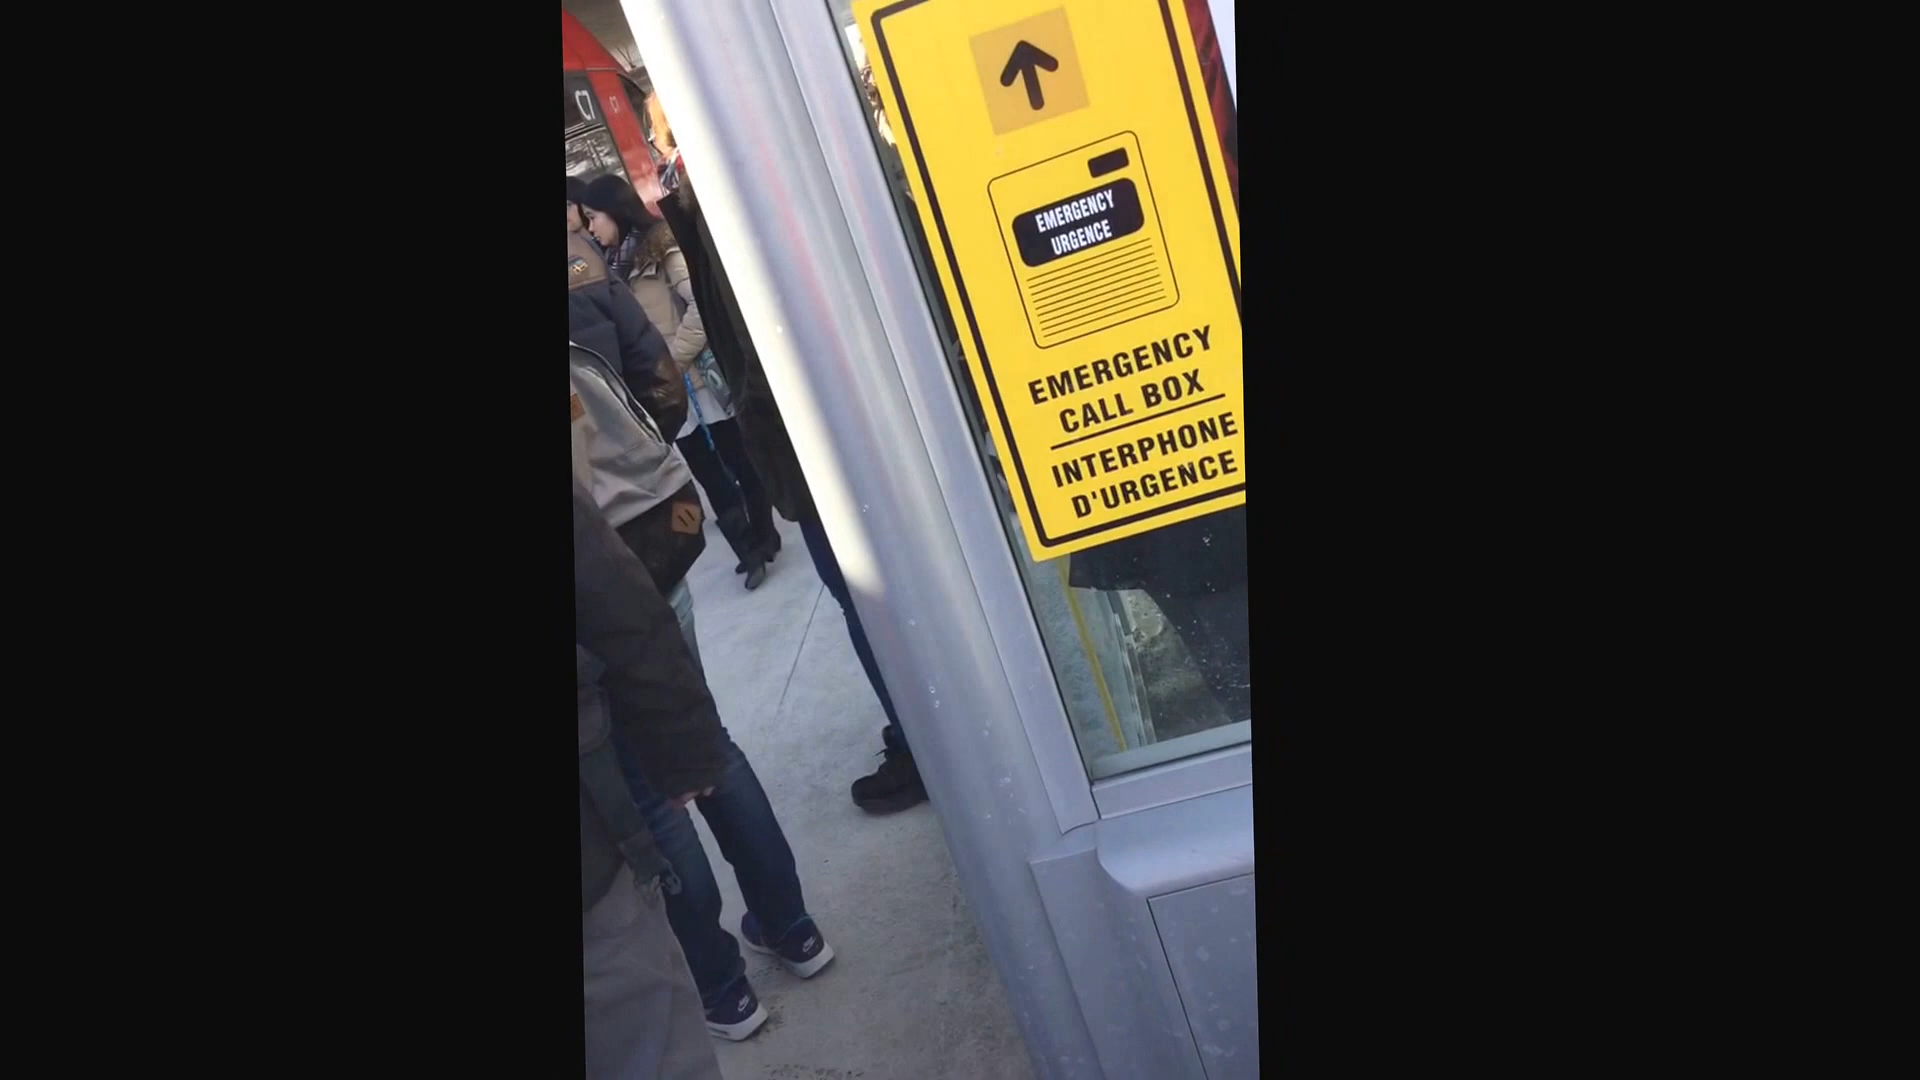 EMERGENCY
URGENCE
EMERGENCY
CALL BOX
INTERPHONE
D'URGENCE